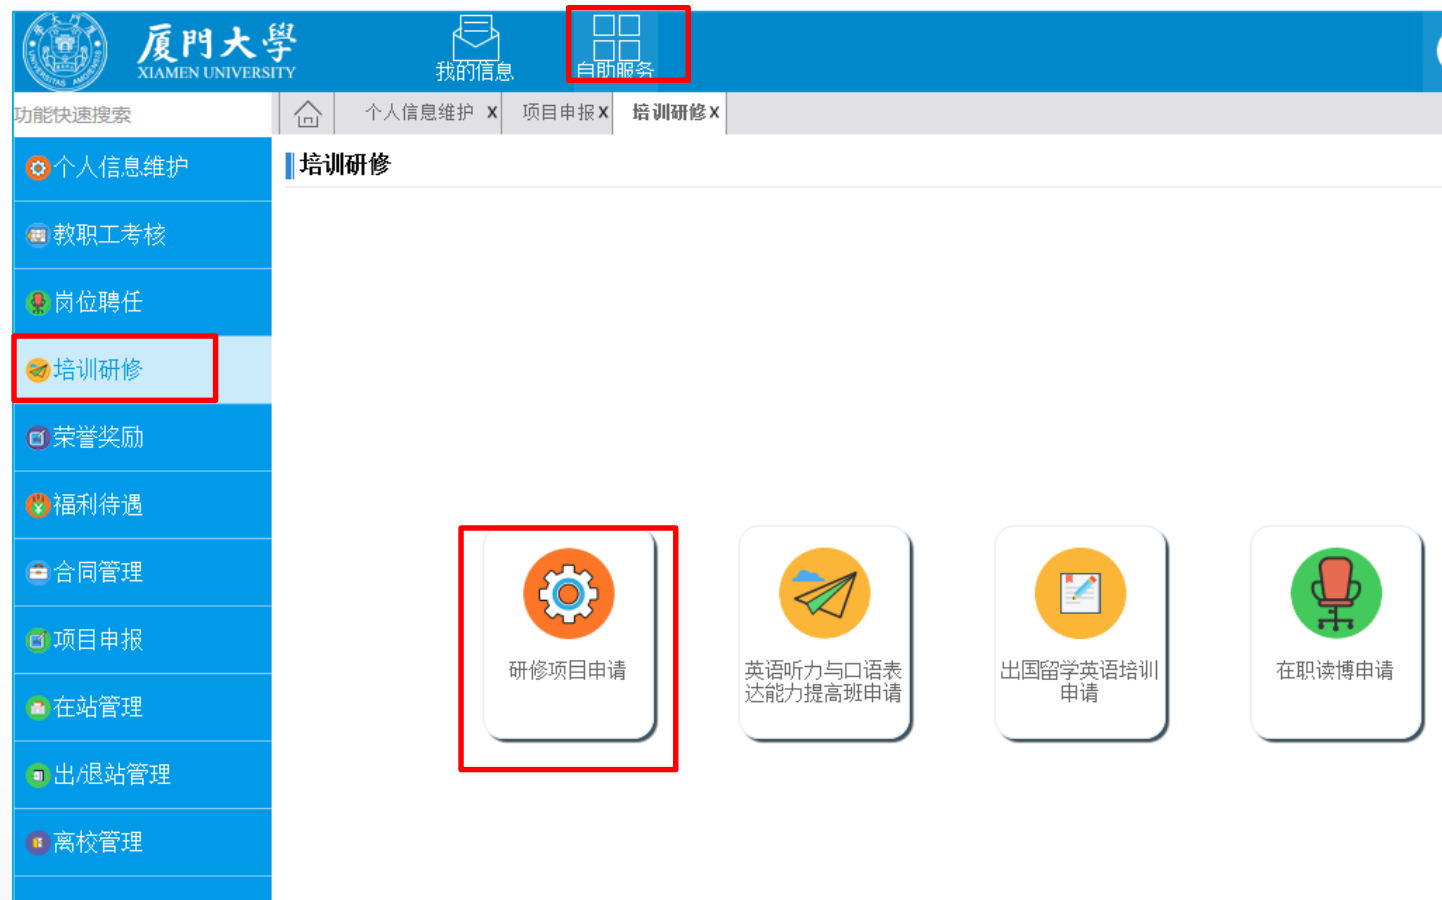 厦門大學
XIAMEN UNIVERSITY
我的信息
自助服务
功能快速搜索
个人信息维护 x
项目申报x
培训研修x
个人信息维护
教职工考核
岗位聘任
培训研修
荣誉奖励
福利待遇
合同管理
项目申报
在站管理
出/退站管理
离校管理
培训研修
研修项目申请
英语听力与口语表
达能力提高班申请
出国留学英语培训
申请
在职读博申请